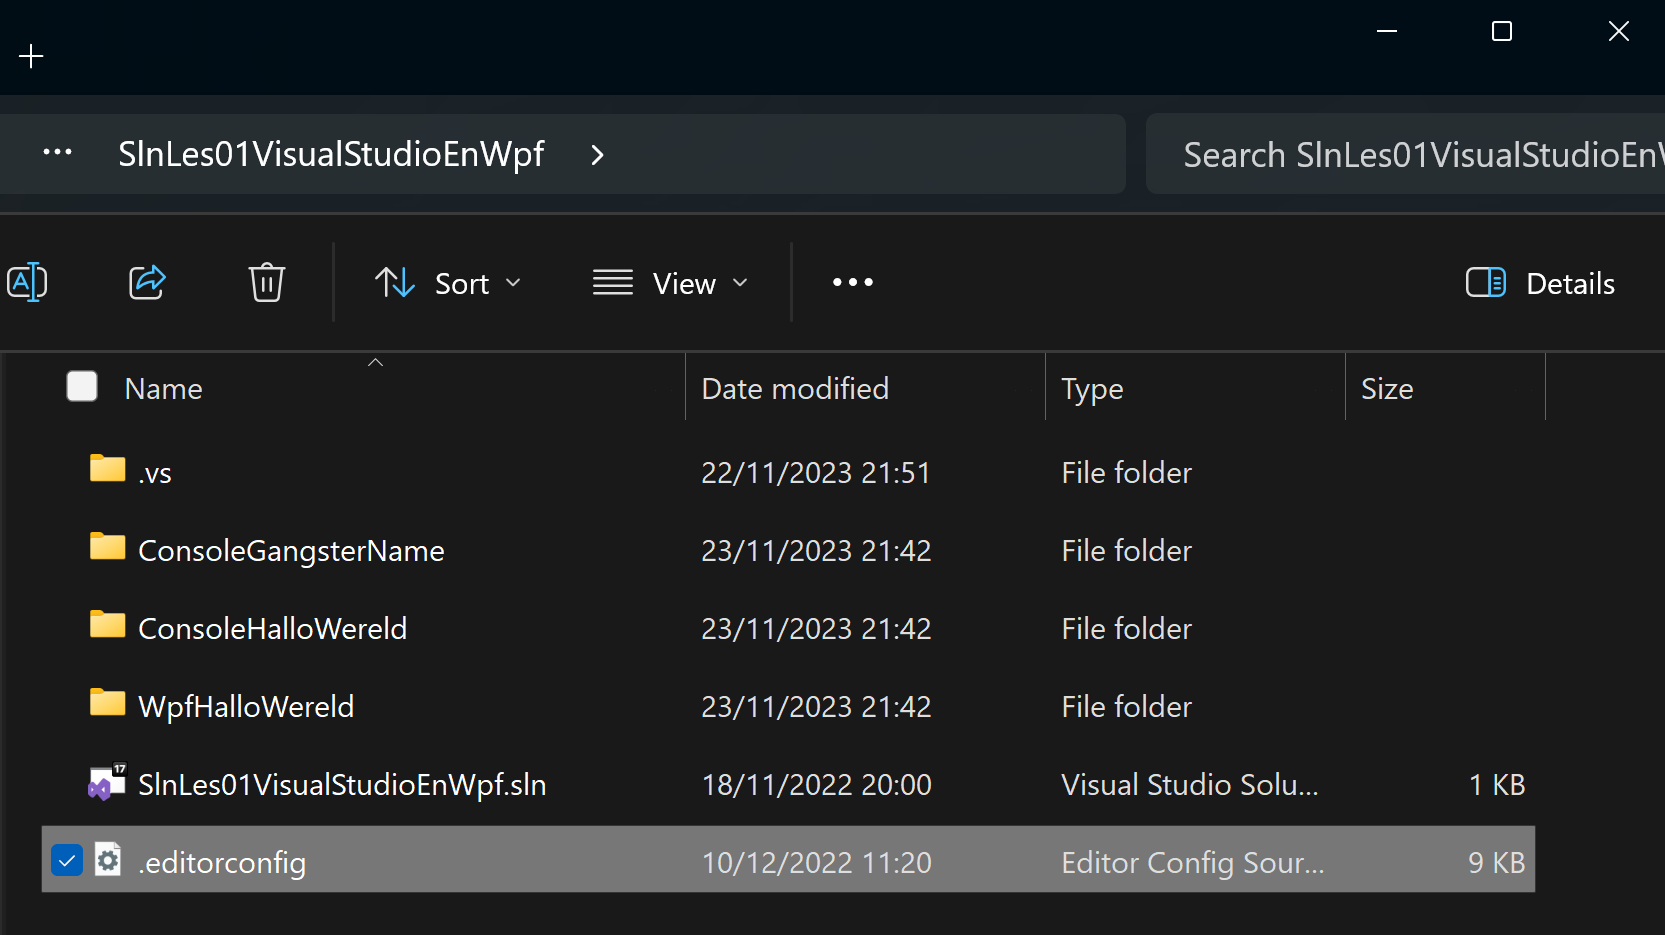 SlnLes01VisualStudioEnWpf
Search SlnLes01VisualStudioEn
Sort View Details
Name Date modified Type Size
.vs 22/11/2023 21:51 File folder
ConsoleGangsterName 23/11/2023 21:42 File folder
ConsoleHalloWereld 23/11/2023 21:42 File folder
WpfHalloWereld 23/11/2023 21:42 File folder
17
SlnLes01VisualStudioEnWpf.sln 18/11/2022 20:00 Visual Studio Solu... 1 KB
.editorconfig 10/12/2022 11:20 Editor Config Sour... 9 KB